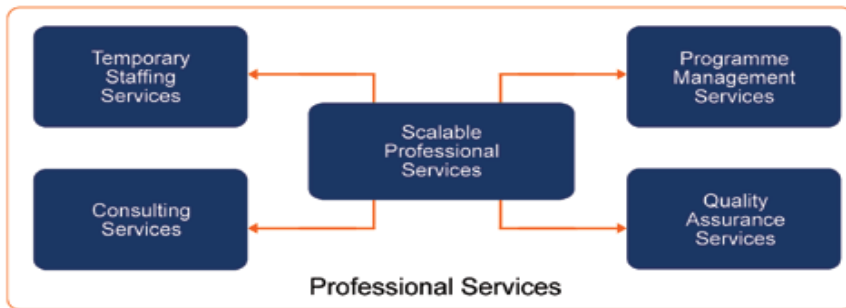 Temporary
Staffing
Services
Programme
Management
Services
Scalable
Professional
Services
Consulting
Services
Quality
Assurance
Services
Professional Services